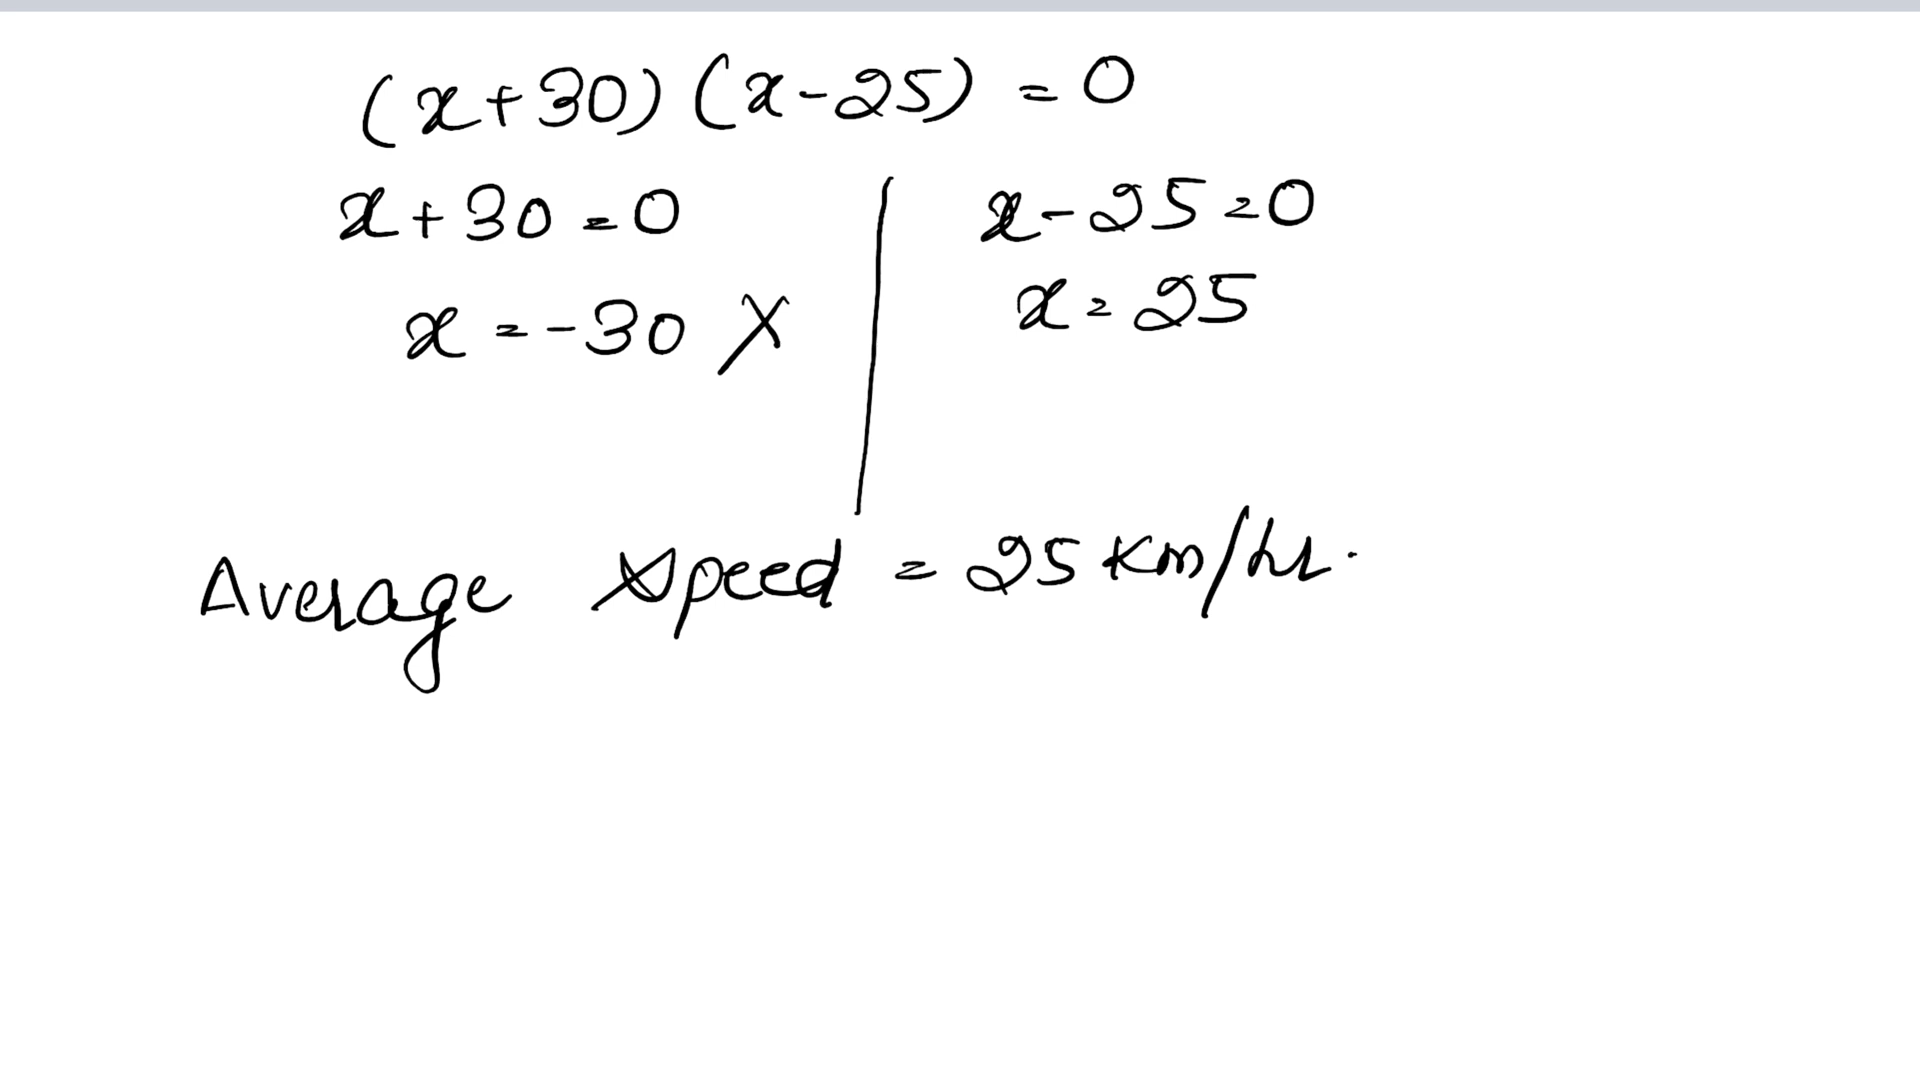 (x+30) (x-25) = 0
x+30=0
x=-30 X
x-25=0
x=25
Average speed = 25 Km/hr.